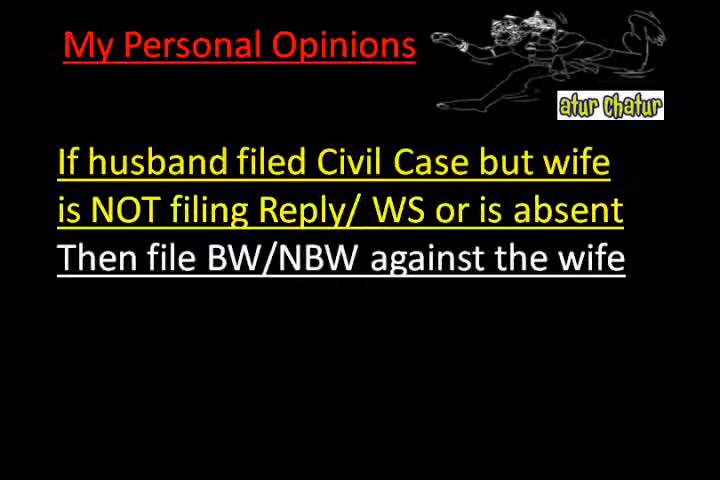 My Personal Opinions
atur chatur
If husband filed Civil Case but wife
is NOT filing Reply/ WS or is absent
Then file BW/NBW against the wife